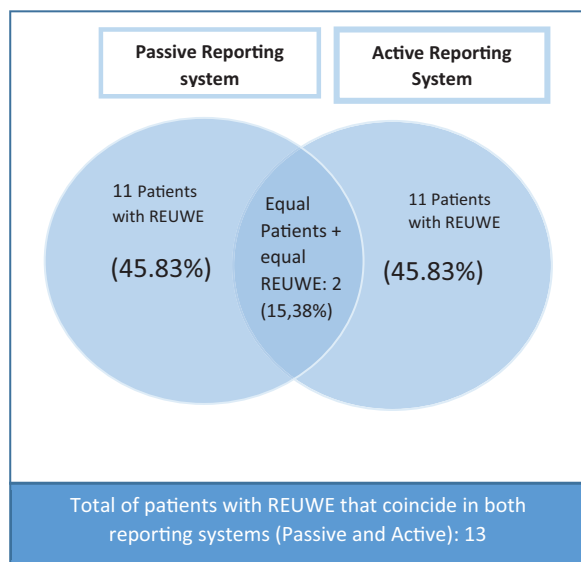 Passive Reporting
system
Active Reporting
System
11 Patients
with REUWE
(45.83%)
Equal
Patients +
equal
REUWE: 2
(15,38%)
11 Patients
with REUWE
(45.83%)
Total of patients with REUWE that coincide in both
reporting systems (Passive and Active): 13